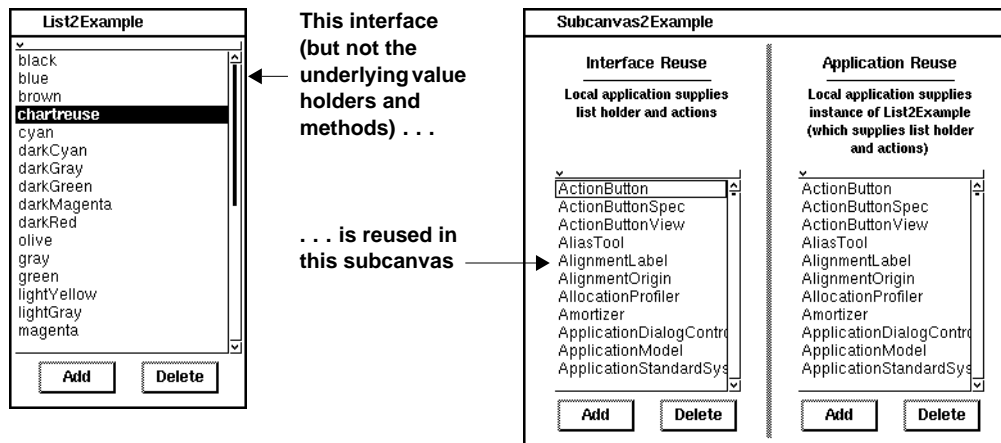 List2Example
black
blue
brown
chartreuse
cyan
darkCyan
darkGray
darkGreen
darkMagenta
darkRed
olive
gray
green
lightYellow
lightGray
magenta
Add
Delete
This interface
(but not the
underlying value
holders and
methods) . . .
. . . is reused in
this subcanvas
Subcanvas2Example
Interface Reuse
Local application supplies
list holder and actions
ActionButton
ActionButtonSpec
ActionButtonView
AliasTool
AlignmentLabel
AlignmentOrigin
AllocationProfiler
Amortizer
ApplicationDialogContro
ApplicationModel
ApplicationStandardSys
Add
Delete
Application Reuse
Local application supplies
instance of List2Example
(which supplies list holder
and actions)
ActionButton
ActionButtonSpec
ActionButtonView
AliasTool
AlignmentLabel
AlignmentOrigin
AllocationProfiler
Amortizer
ApplicationDialogContro
ApplicationModel
ApplicationStandardSys
Add
Delete